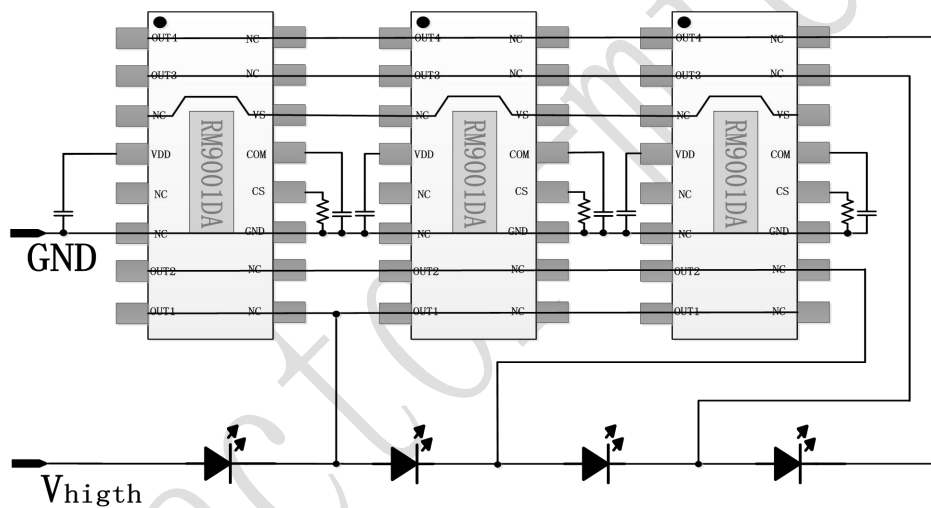 OUT4 NC OUT4 NC OUT4 NC
OUT3 NC OUT3 NC OUT3 NC
NC VS NC VS NC VS
VDD COM VDD COM VDD COM
NC CS NC CS NC CS
NC GND NC GND NC GND
OUT2 NC OUT2 NC OUT2 NC
OUT1 NC OUT1 NC OUT1 NC
RM9001DA
RM9001DA
RM9001DA
GND
Vhigth